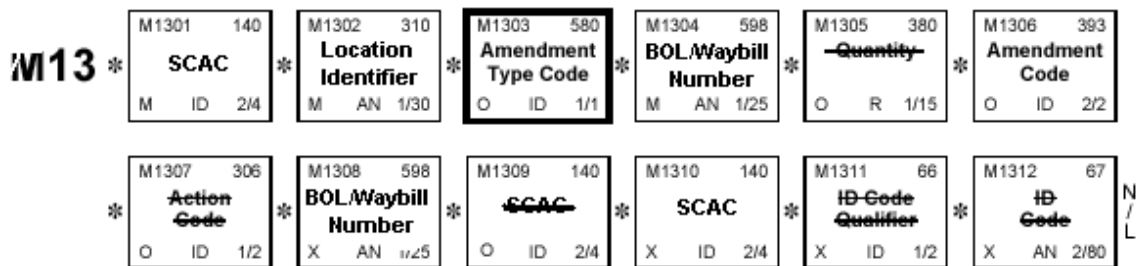 M1301 140 M1302 310 M1303 580 M1304 598 M1305 380 M1306 393
M13 * SCAC * Location Identifier * Amendment Type Code * BOL/Waybill Number * Quantity * Amendment Code
M ID 2/4 M AN 1/30 O ID 1/1 M AN 1/25 O R 1/15 O ID 2/2
M1307 306 M1308 598 M1309 140 M1310 140 M1311 66 M1312 67
* Action Code * BOL/Waybill Number * SCAC * SCAC * ID Code Qualifier * ID Code N / L
O ID 1/2 X AN 1/25 O ID 2/4 X ID 2/4 X ID 1/2 X AN 2/80